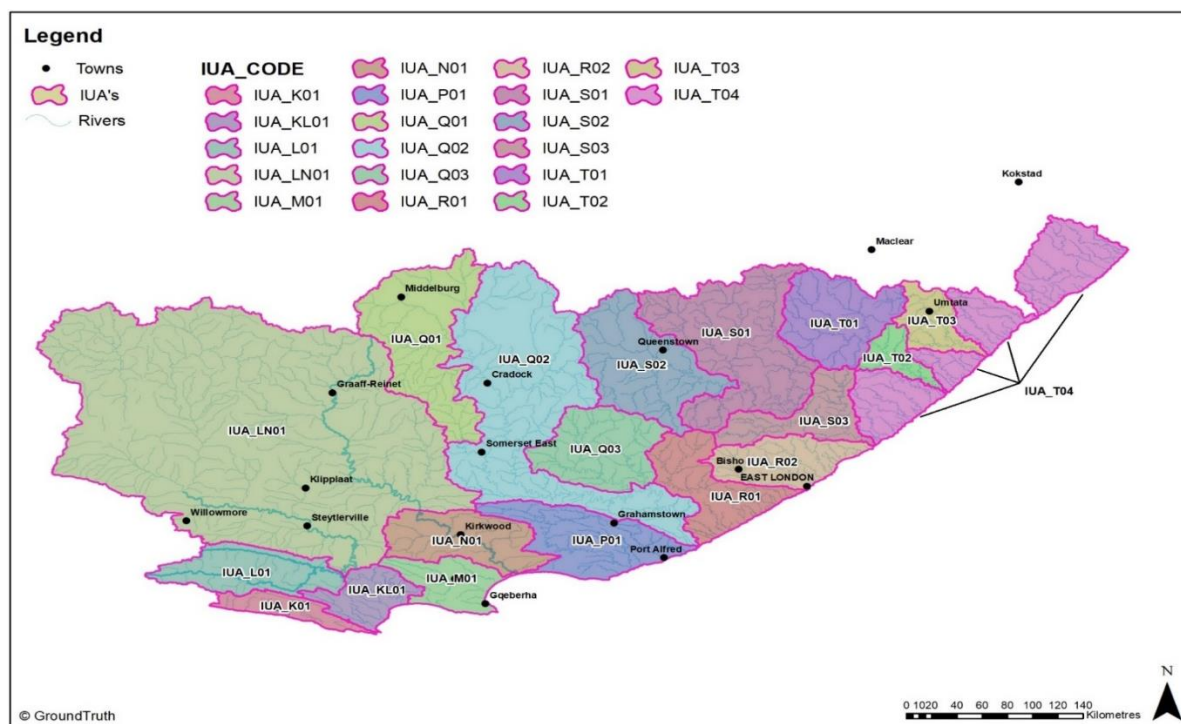 Legend
Towns
IUA's
Rivers
IUA_CODE
IUA_K01
IUA_KL01
IUA_L01
IUA_LN01
IUA_M01
IUA_N01
IUA_P01
IUA_Q01
IUA_Q02
IUA_Q03
IUA_R01
IUA_R02
IUA_S01
IUA_S02
IUA_S03
IUA_T01
IUA_T02
IUA_T03
IUA_T04
Kokstad
Maclear
Middelburg
Umtata
IUA_T03
IUA_T01
IUA_S01
IUA_Q01
Queenstown
IUA_Q02
IUA_S02
IUA_T02
Cradock
Graaff-Reinet
IUA_T04
IUA_S03
IUA_LN01
Somerset East
IUA_Q03
Bisho
IUA_R02
EAST LONDON
Klipplaat
IUA_R01
Willowmore
Steytlerville
Grahamstown
Kirkwood
IUA_N01
IUA_P01
Port Alfred
IUA_L01
IUA_M01
IUA_KL01
Gqeberha
IUA_K01
N
© GroundTruth
0 10 20 40 60 80 100 120 140
Kilometres